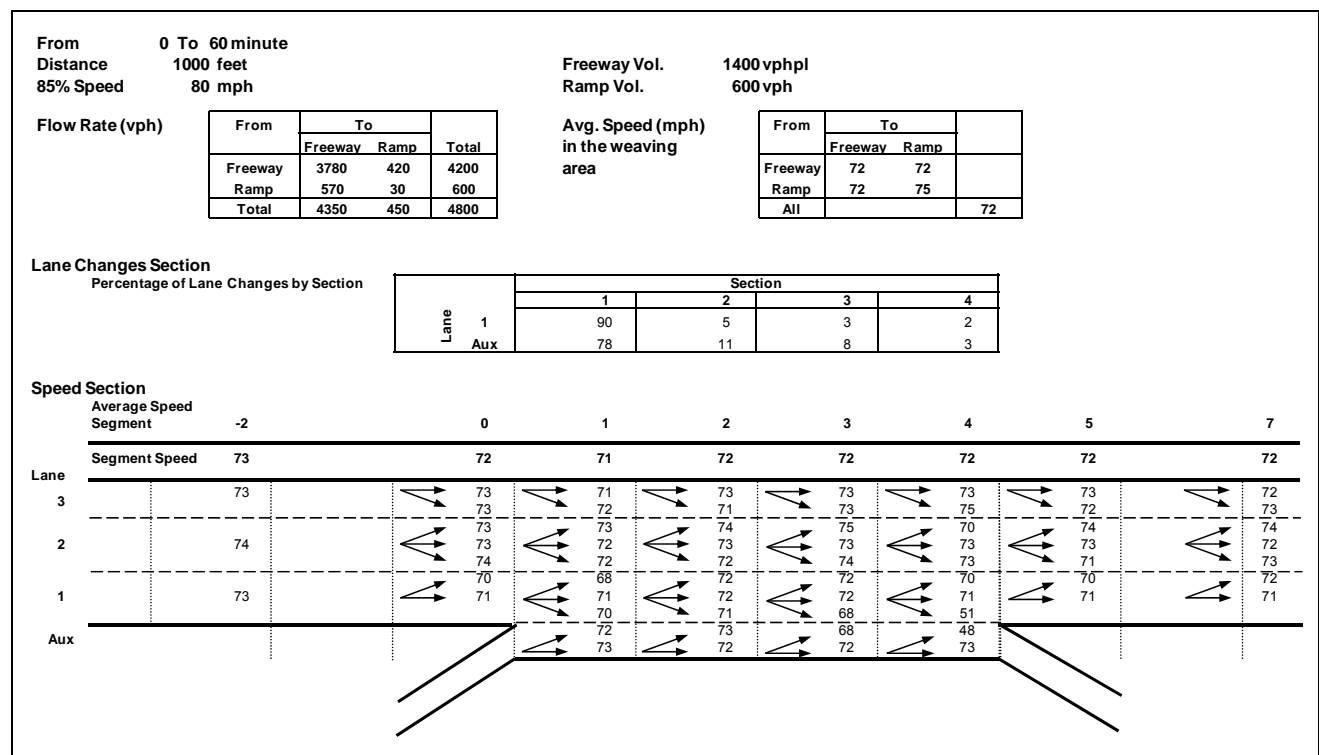 From 0 To 60 minute
Distance 1000 feet Freeway Vol. 1400 vphpl
85% Speed 80 mph Ramp Vol. 600 vph
Flow Rate (vph) From To Avg. Speed (mph) From To
Freeway Ramp Total in the weaving Freeway Ramp
Freeway 3780 420 4200 area Freeway 72 72
Ramp 570 30 600 Ramp 72 75
Total 4350 450 4800 All 72
Lane Changes Section
Percentage of Lane Changes by Section Section
1 2 3 4
Lane
1 90 5 3 2
Aux 78 11 8 3
Speed Section
Average Speed
Segment -2 0 1 2 3 4 5 7
Segment Speed 73 72 71 72 72 72 72 72
Lane
73 73 71 73 73 73 73 72
3
73 72 71 73 75 72 73
73 73 74 75 70 74 74
2 74 73 72 73 73 73 73 72
74 72 72 74 73 71 73
70 68 72 72 70 70 72
1 73 71 71 72 72 71 71 71
70 71 68 51
72 73 68 48
Aux
73 72 72 73